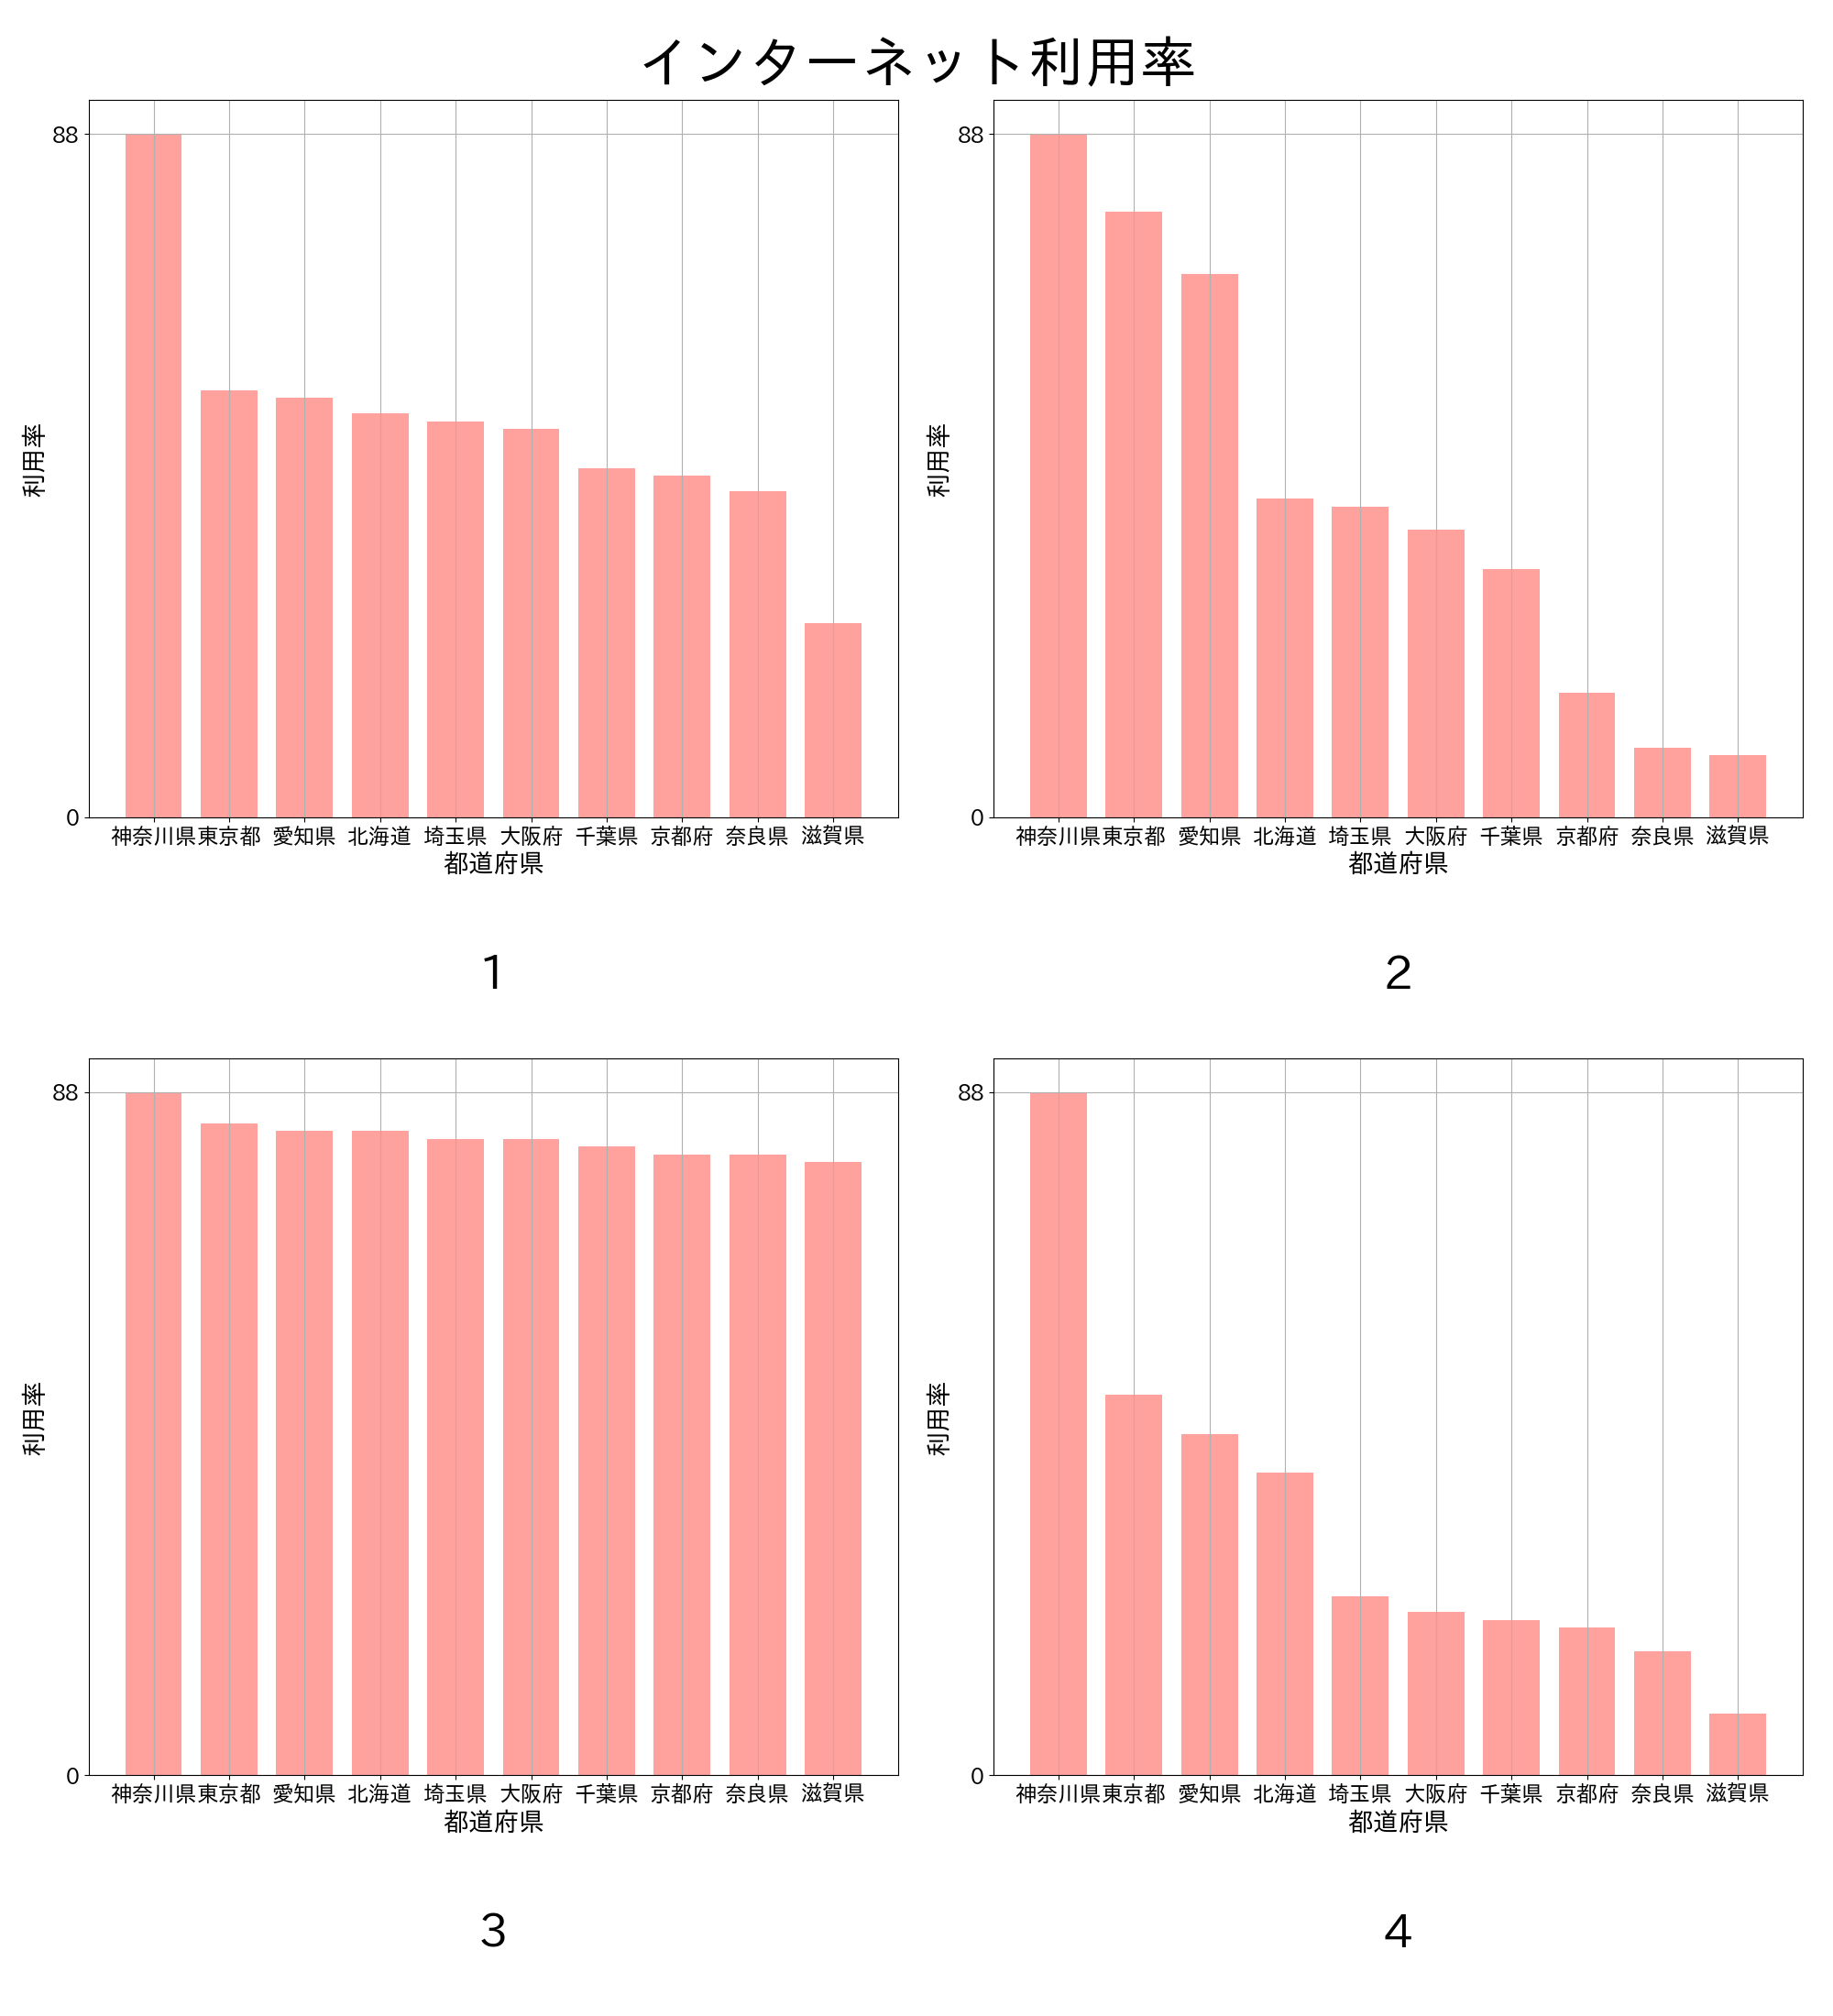 インターネット利用率
88
0
利用率
神奈川県 東京都 愛知県 北海道 埼玉県 大阪府 千葉県 京都府 奈良県 滋賀県
都道府県
1
88
0
利用率
神奈川県 東京都 愛知県 北海道 埼玉県 大阪府 千葉県 京都府 奈良県 滋賀県
都道府県
2
88
0
利用率
神奈川県 東京都 愛知県 北海道 埼玉県 大阪府 千葉県 京都府 奈良県 滋賀県
都道府県
3
88
0
利用率
神奈川県 東京都 愛知県 北海道 埼玉県 大阪府 千葉県 京都府 奈良県 滋賀県
都道府県
4